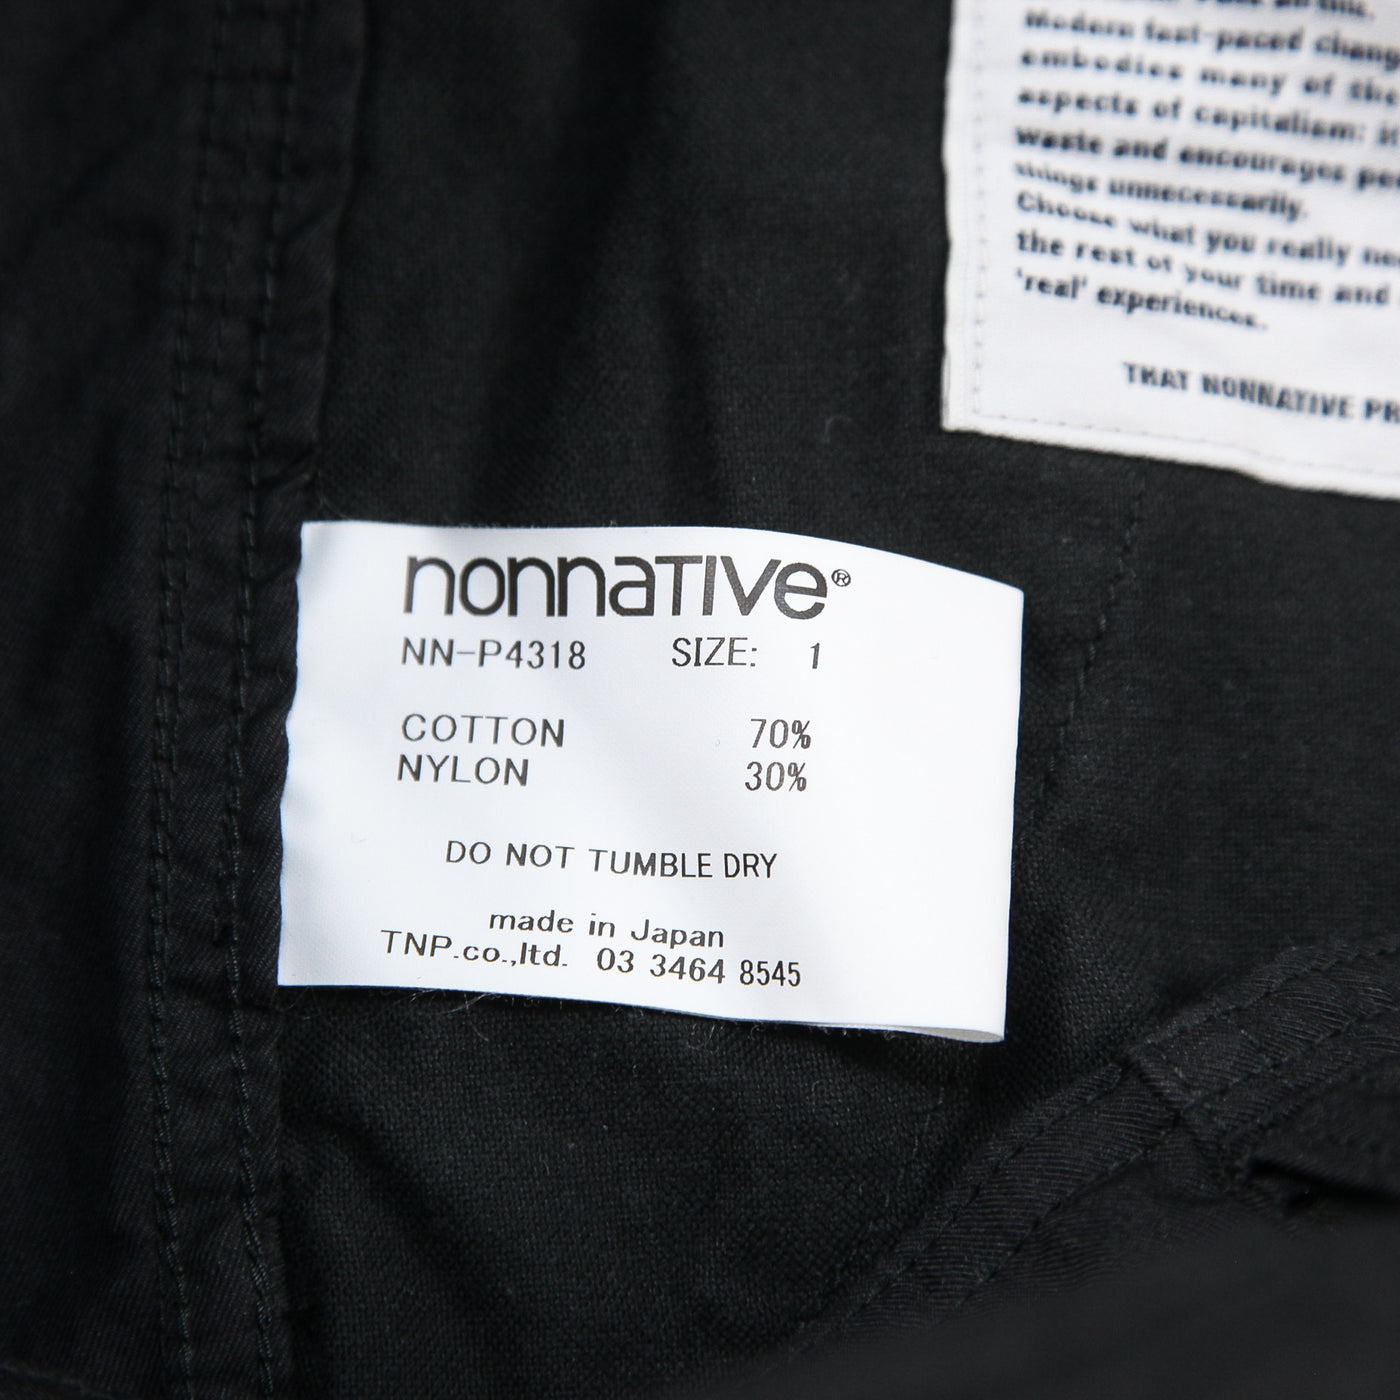 Modern fast-paced chang
embodies many of the
aspects of capitalism: it
waste and encourages peo
things unnecessarily.
Choose what you really nee
the rest of your time and
'real' experiences.
THAT NONNATIVE PR
nonnative®
NN-P4318 SIZE: 1
COTTON 70%
NYLON 30%
DO NOT TUMBLE DRY
made in Japan
TNP.co.,ltd. 03 3464 8545